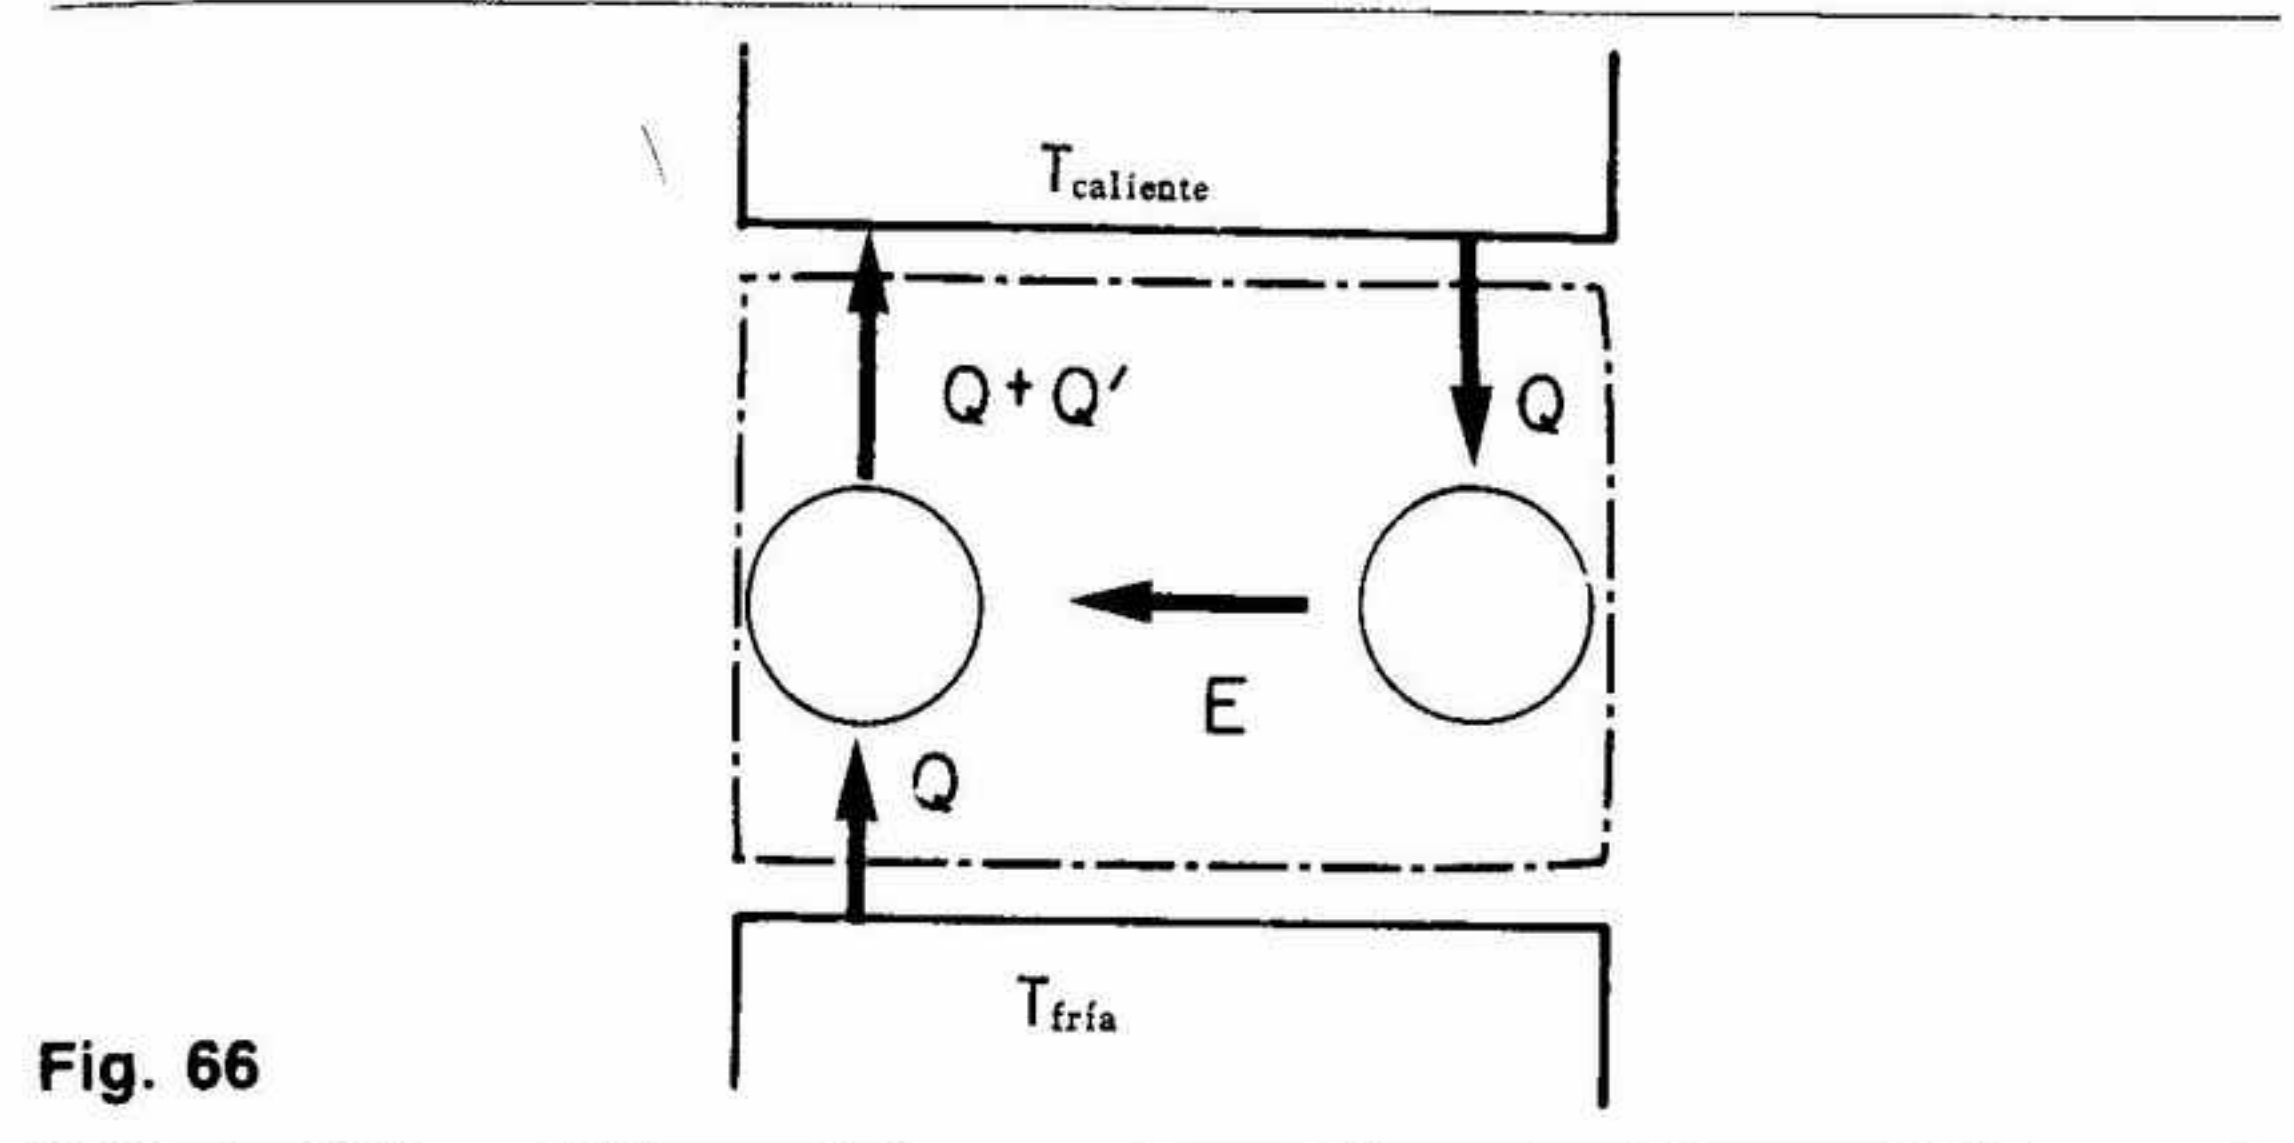 Tcaliente
Q + Q′
Q
E
Q
Tfría
Fig. 66